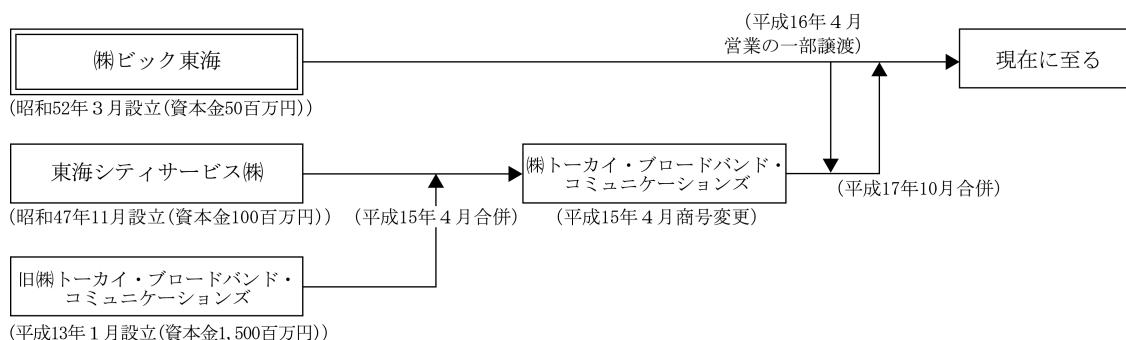 (平成16年４月
営業の一部譲渡)
㈱ビック東海
現在に至る
(昭和52年３月設立(資本金50百万円))
東海シティサービス㈱
㈱トーカイ・ブロードバンド・
コミュニケーションズ
(平成17年10月合併)
(昭和47年11月設立(資本金100百万円))
(平成15年４月合併)
(平成15年４月商号変更)
旧㈱トーカイ・ブロードバンド・
コミュニケーションズ
(平成13年１月設立(資本金1,500百万円))